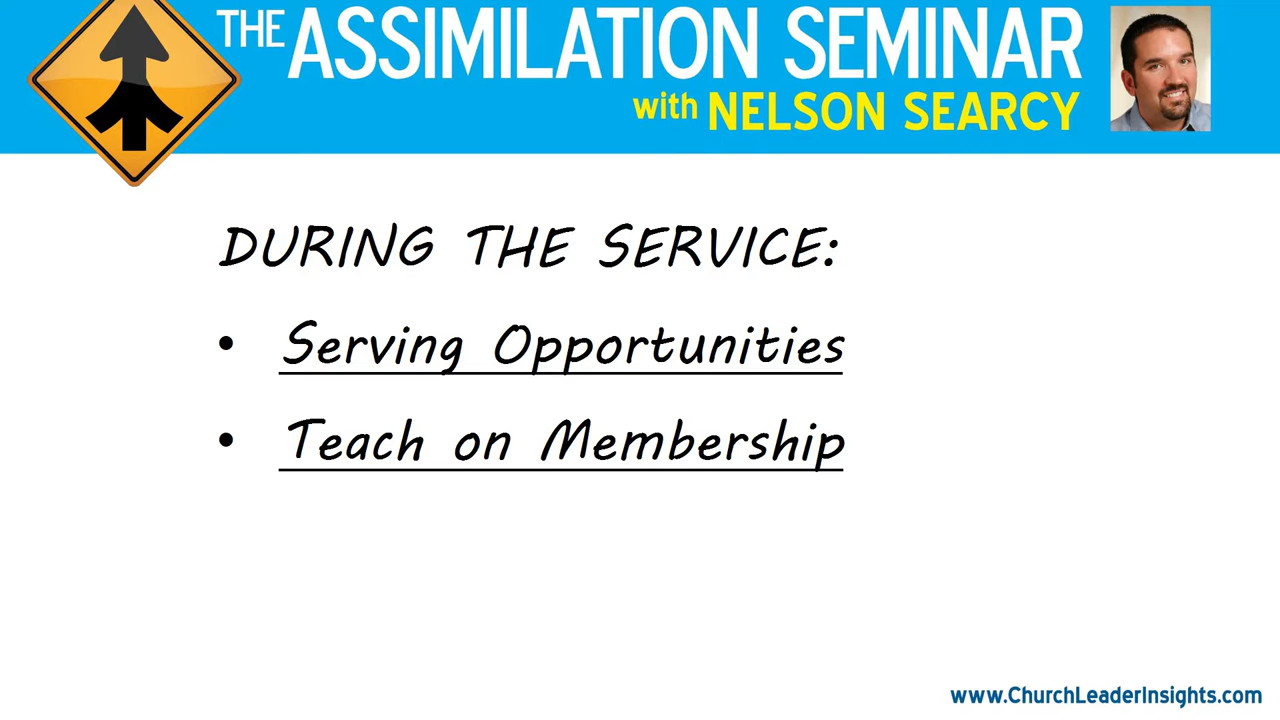 THE ASSIMILATION SEMINAR
with NELSON SEARCY
DURING THE SERVICE:
• Serving Opportunities
• Teach on Membership
www.ChurchLeaderInsights.com